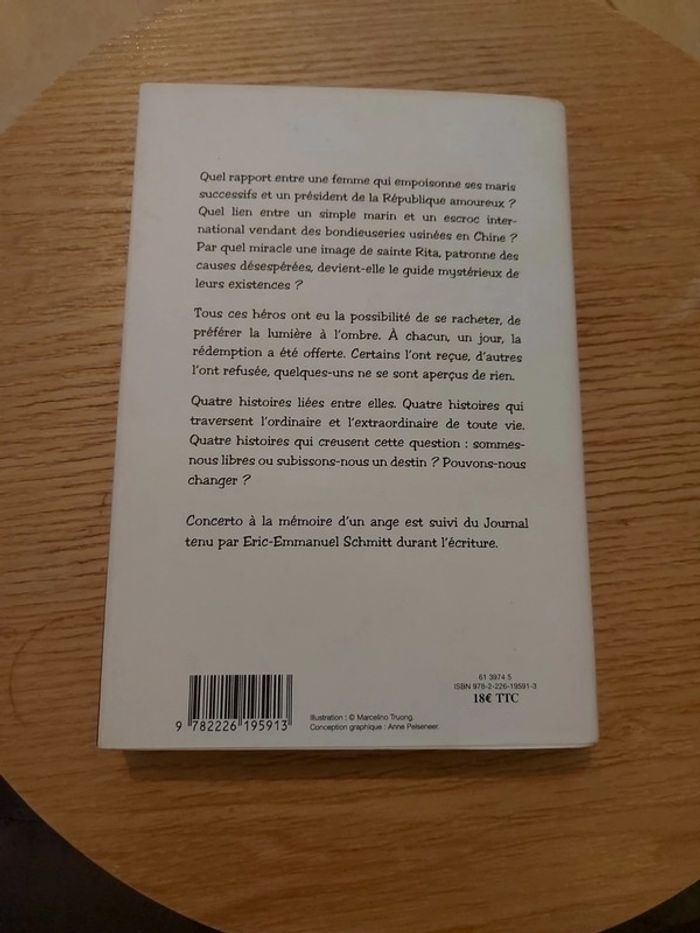 Quel rapport entre une femme qui empoisonne ses maris
successifs et un président de la République amoureux ?
Quel lien entre un simple marin et un escroc inter-
national vendant des bondieuseries usinées en Chine ?
Par quel miracle une image de sainte Rita, patronne des
causes désespérées, devient-elle le guide mystérieux de
leurs existences ?
Tous ces héros ont eu la possibilité de se racheter, de
préférer la lumière à l'ombre. À chacun, un jour, la
rédemption a été offerte. Certains l'ont reçue, d'autres
l'ont refusée, quelques-uns ne se sont aperçus de rien.
Quatre histoires liées entre elles. Quatre histoires qui
traversent l'ordinaire et l'extraordinaire de toute vie.
Quatre histoires qui creusent cette question : sommes-
nous libres ou subissons-nous un destin ? Pouvons-nous
changer ?
Concerto à la mémoire d'un ange est suivi du Journal
tenu par Eric-Emmanuel Schmitt durant l'écriture.
61 3974 5
ISBN 978-2-226-19591-3
18€ TTC
9 782226 195913
Illustration : © Marcelino Truong.
Conception graphique : Anne Peiseneer.